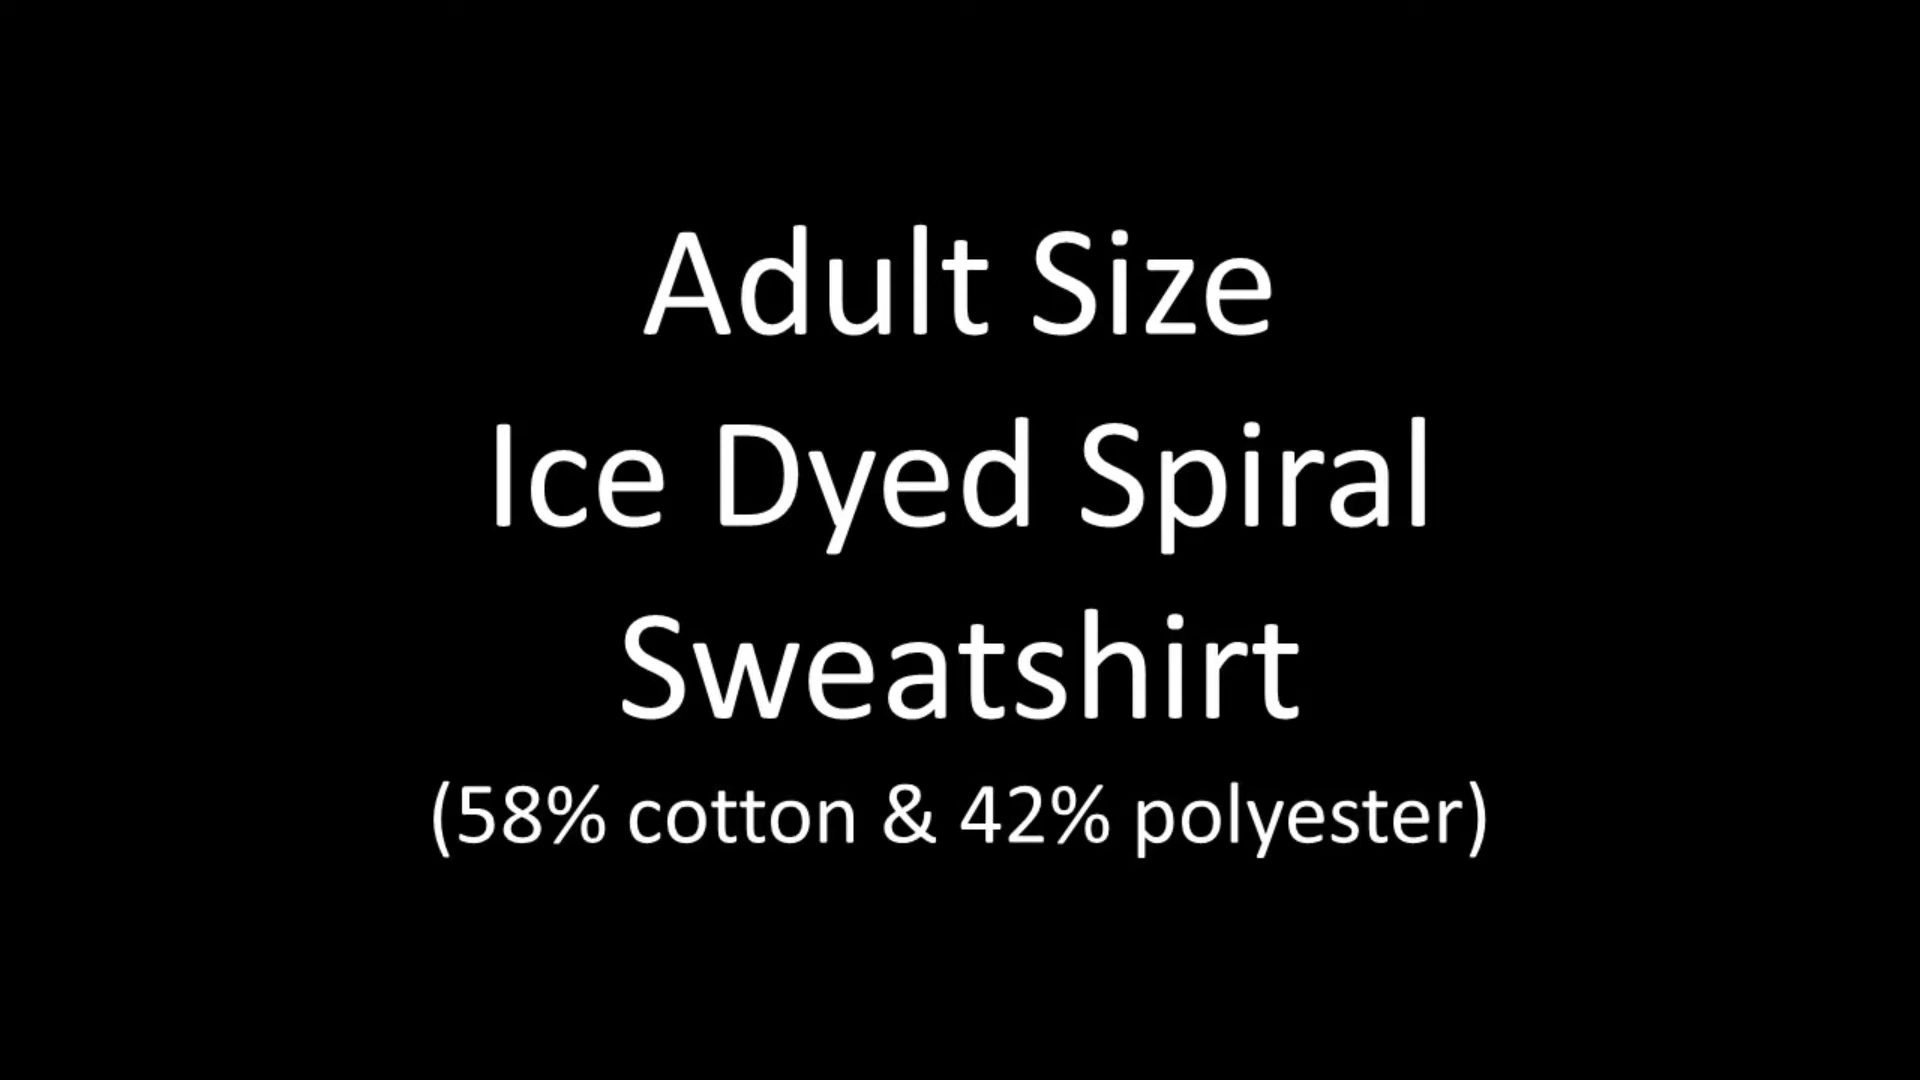 Adult Size
Ice Dyed Spiral
Sweatshirt
(58% cotton & 42% polyester)